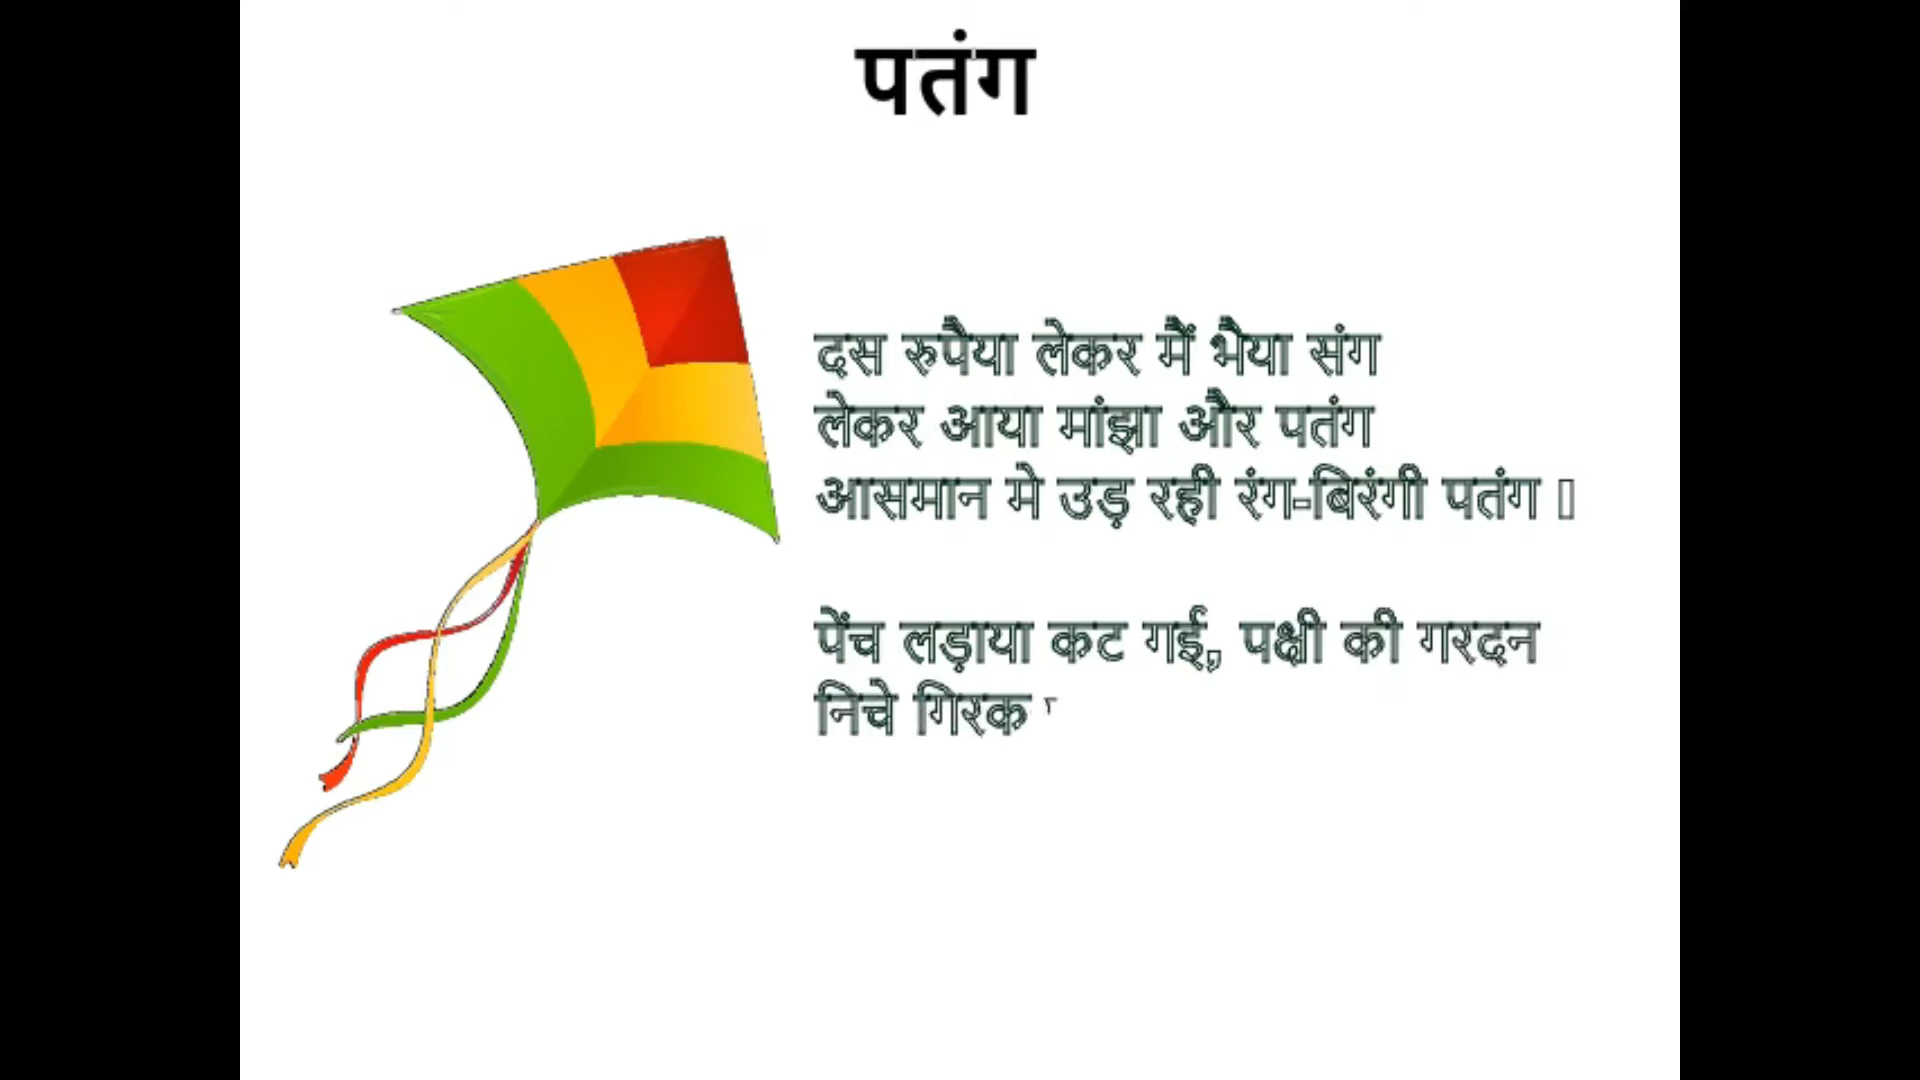 पतंग
दस रुपैया लेकर मैं भैया संग
लेकर आया मांझा और पतंग
आसमान मे उड़ रही रंग-बिरंगी पतंग
पेंच लड़ाया कट गई, पक्षी की गरदन
निचे गिरक